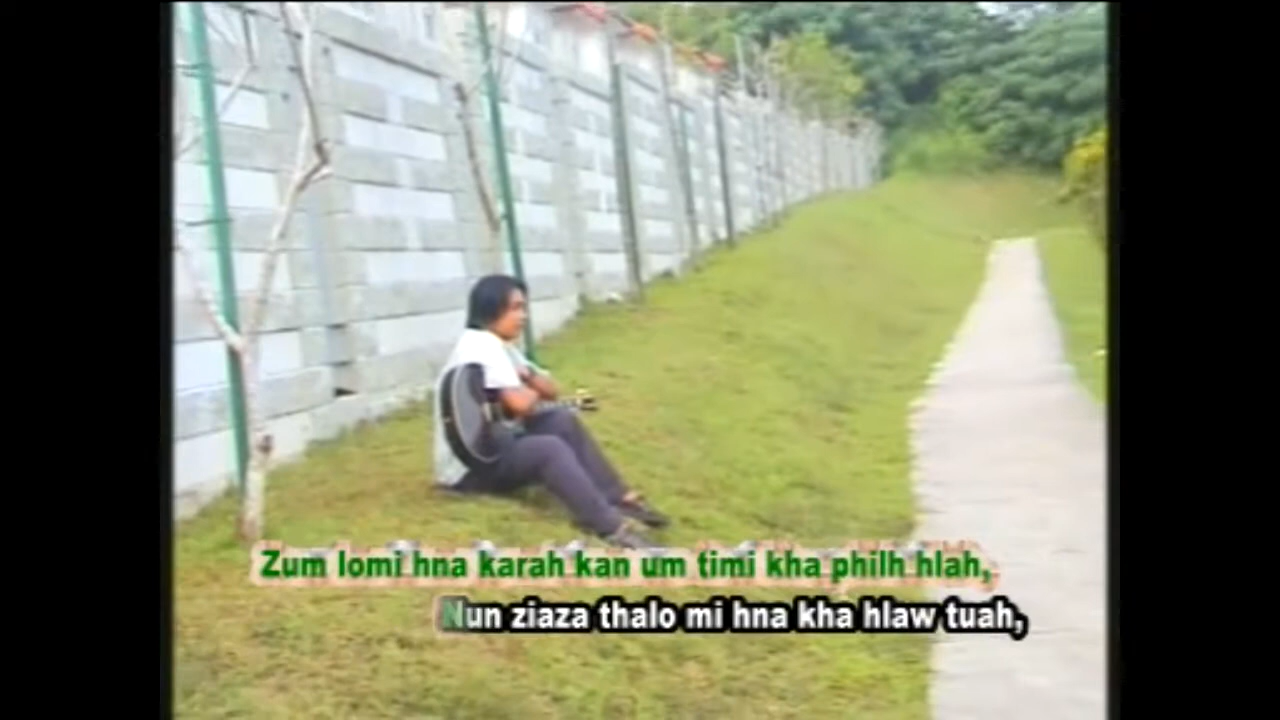 Zum lomi hna karah kan um timi kha philh hlah,
Nun ziaza thalo mi hna kha hlaw tuah,